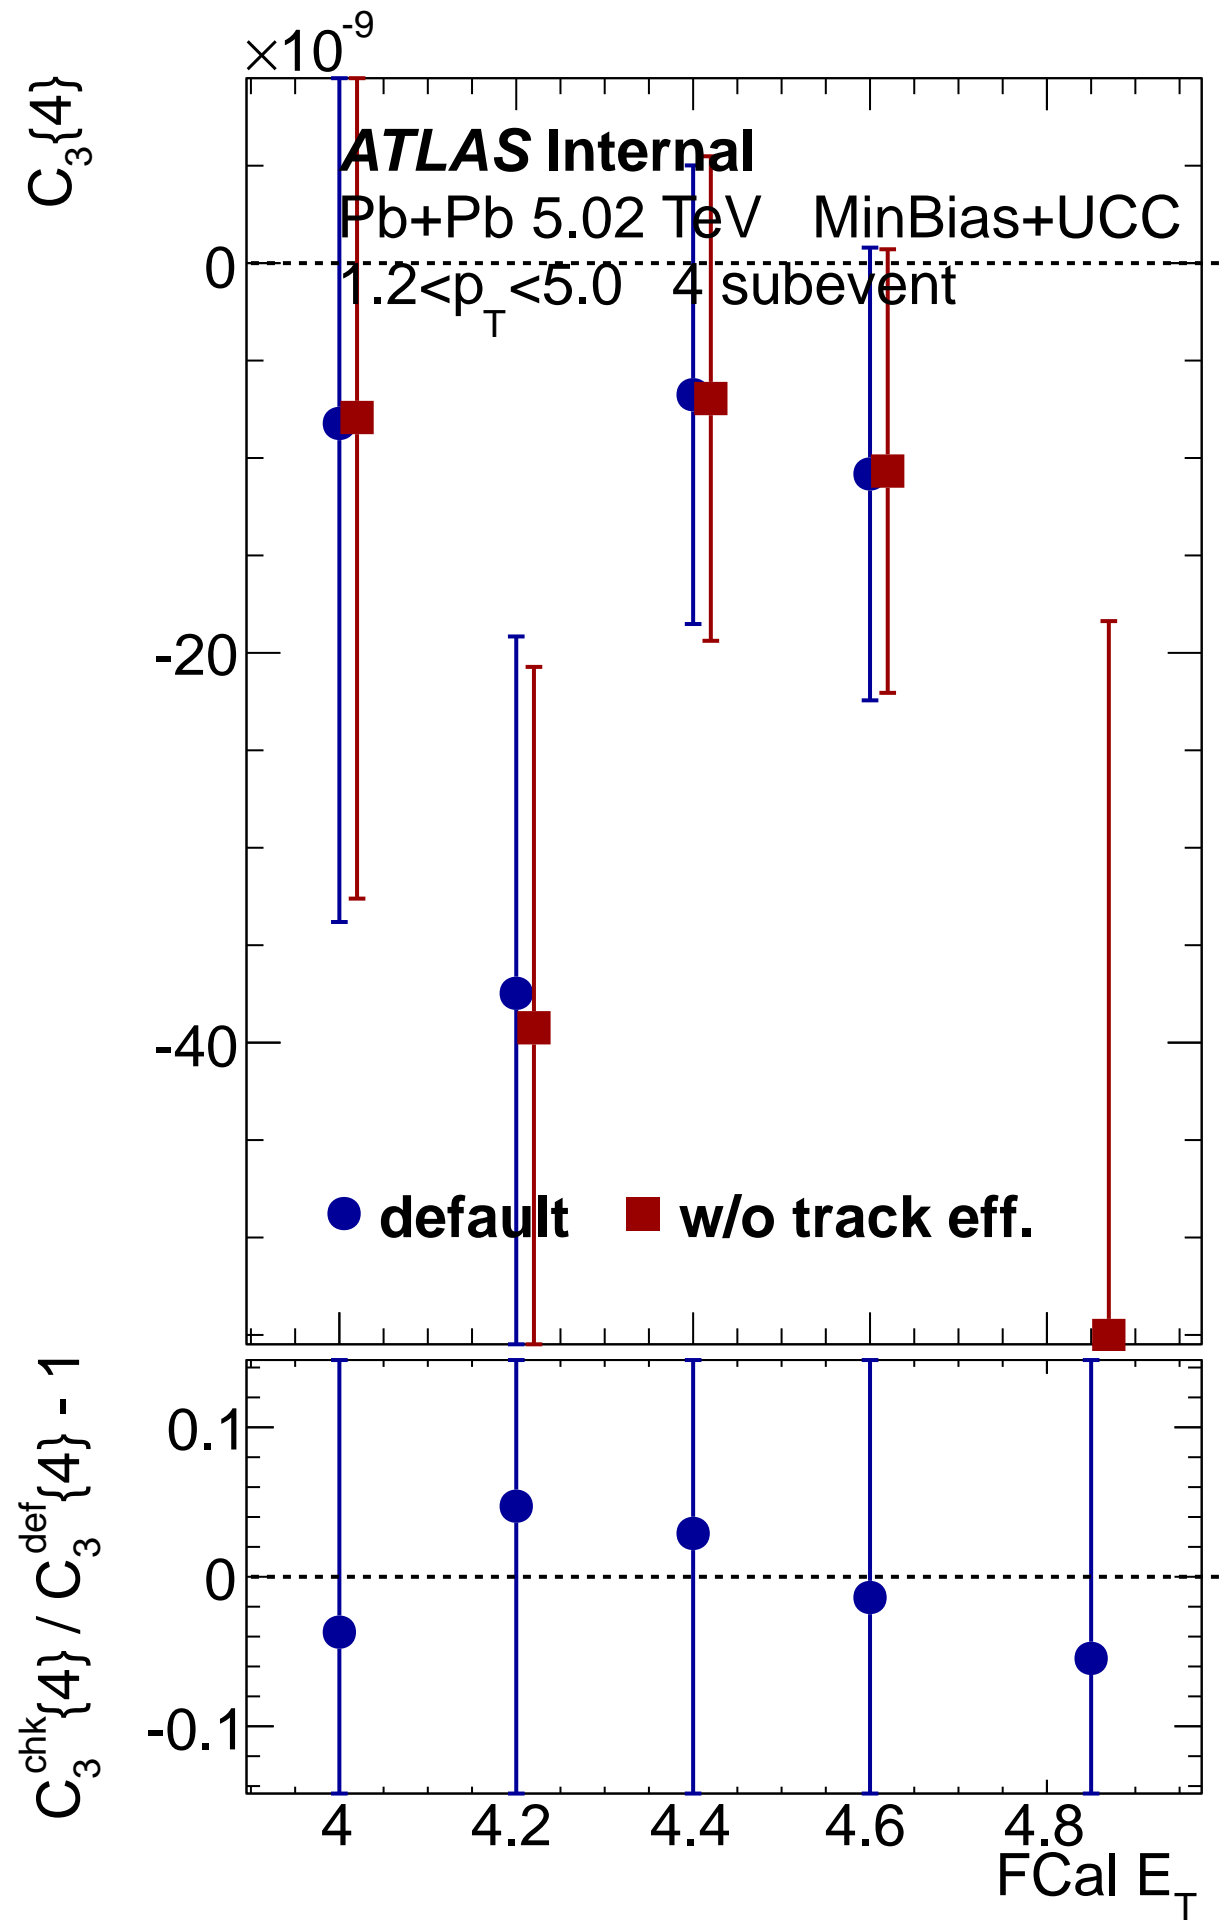 ×10⁻⁹
C₃{4}
ATLAS Internal
Pb+Pb 5.02 TeV MinBias+UCC
1.2<p_T<5.0 4 subevent
0
-20
-40
default w/o track eff.
C₃^chk{4} / C₃^def{4} - 1
0.1
0
-0.1
4 4.2 4.4 4.6 4.8
FCal E_T